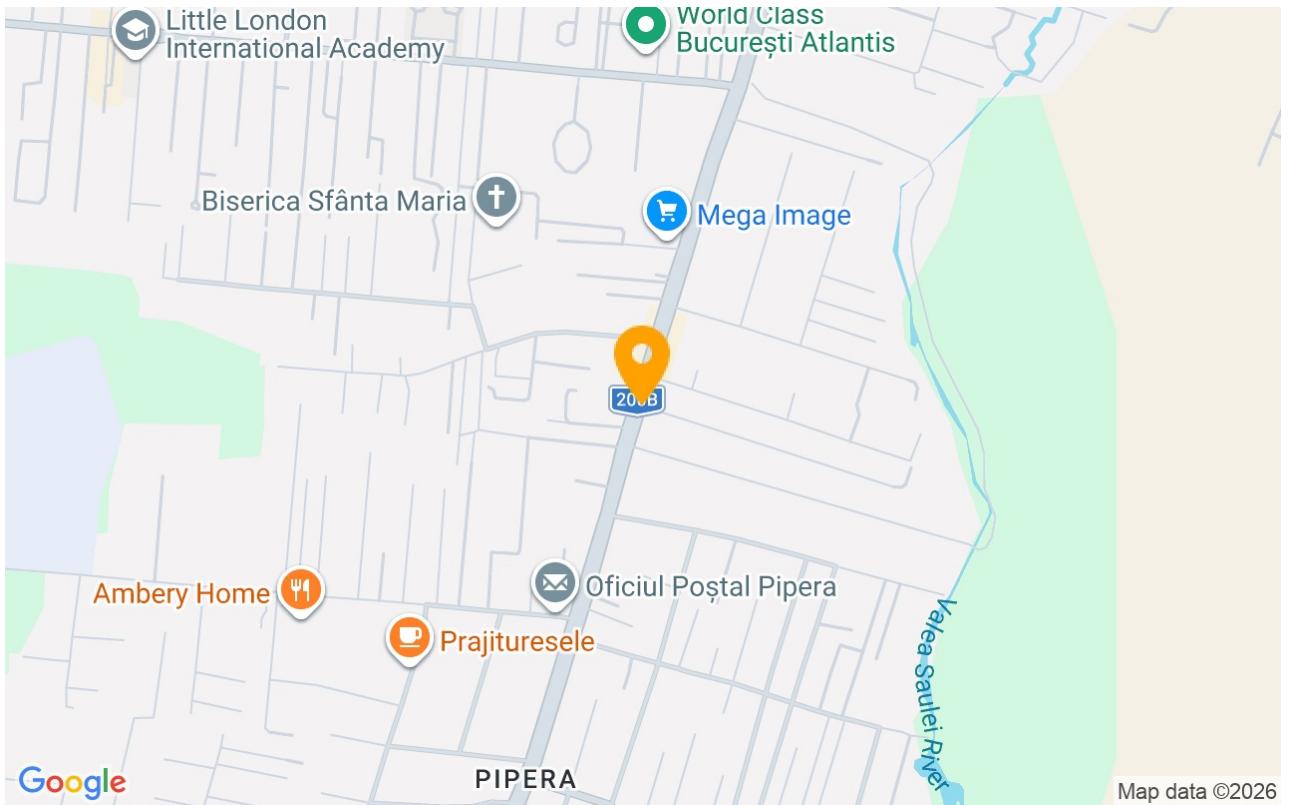 Little London
International Academy
World Class
București Atlantis
Biserica Sfânta Maria
Mega Image
Oficiul Poștal Pipera
Ambery Home
Prajituresele
Valea Saulei River
PIPERA
Google
Map data ©2026